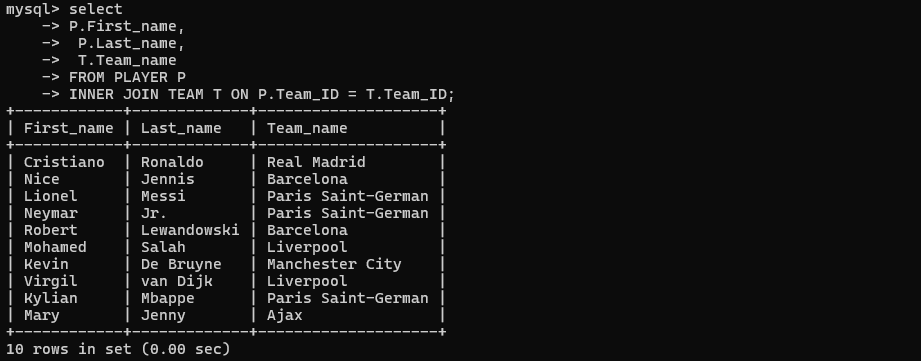 mysql> select
    -> P.First_name,
    ->  P.Last_name,
    ->  T.Team_name
    -> FROM PLAYER P
    -> INNER JOIN TEAM T ON P.Team_ID = T.Team_ID;
+------------+-------------+--------------------+
| First_name | Last_name   | Team_name          |
+------------+-------------+--------------------+
| Cristiano  | Ronaldo     | Real Madrid        |
| Nice       | Jennis      | Barcelona          |
| Lionel     | Messi       | Paris Saint-German |
| Neymar     | Jr.         | Paris Saint-German |
| Robert     | Lewandowski | Barcelona          |
| Mohamed    | Salah       | Liverpool          |
| Kevin      | De Bruyne   | Manchester City    |
| Virgil     | van Dijk    | Liverpool          |
| Kylian     | Mbappe      | Paris Saint-German |
| Mary       | Jenny       | Ajax               |
+------------+-------------+--------------------+
10 rows in set (0.00 sec)